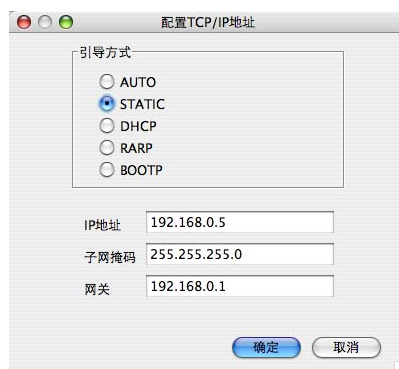 配置TCP/IP地址
引导方式
AUTO
STATIC
DHCP
RARP
BOOTP
IP地址 192.168.0.5
子网掩码 255.255.255.0
网关 192.168.0.1
确定 取消